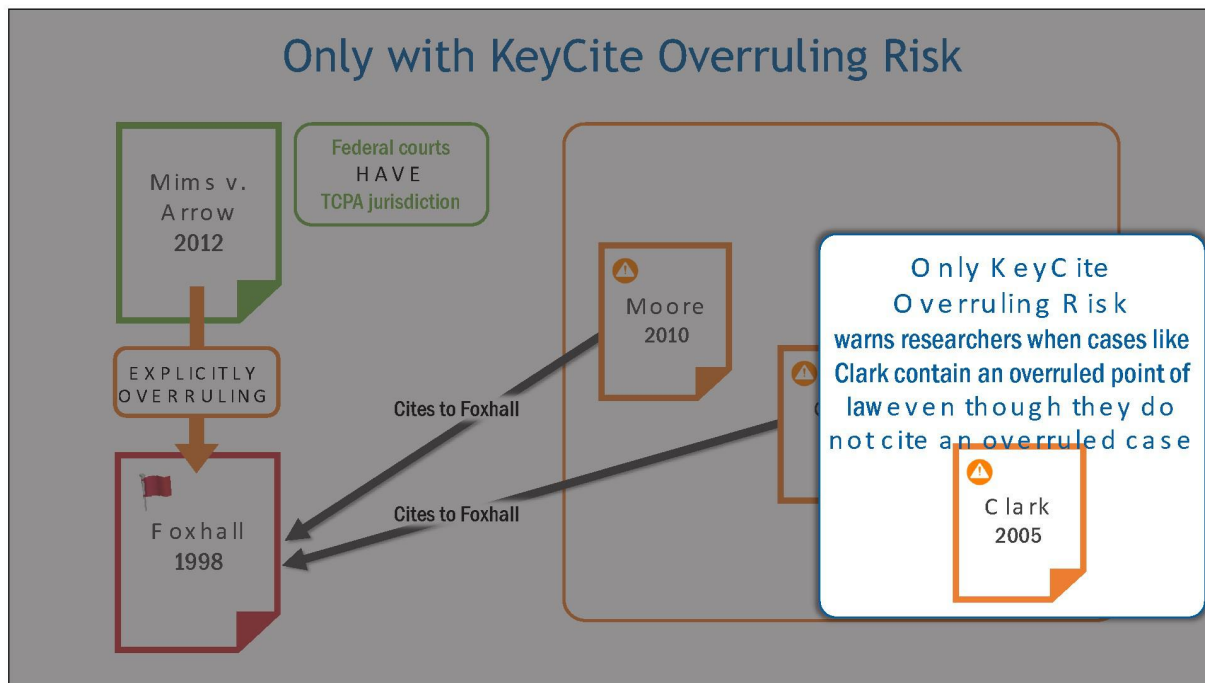 Only with KeyCite Overruling Risk
Mims v.
Arrow
2012
Federal courts
HAVE
TCPA jurisdiction
EXPLICITLY
OVERRULING
Foxhall
1998
Cites to Foxhall
Cites to Foxhall
Moore
2010
Only KeyCite
Overruling Risk
warns researchers when cases like
Clark contain an overruled point of
law even though they do
not cite an overruled case
Clark
2005